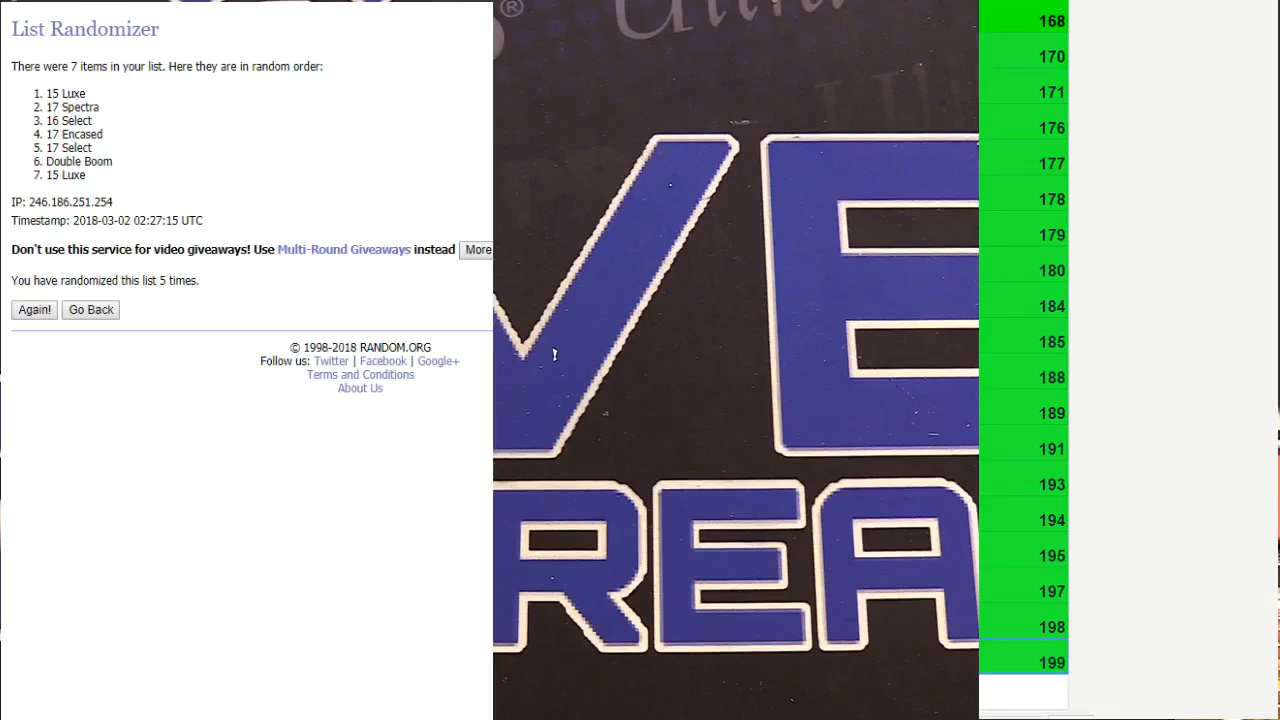 List Randomizer
There were 7 items in your list. Here they are in random order:
1. 15 Luxe
2. 17 Spectra
3. 16 Select
4. 17 Encased
5. 17 Select
6. Double Boom
7. 15 Luxe
IP: 246.186.251.254
Timestamp: 2018-03-02 02:27:15 UTC
Don't use this service for video giveaways! Use Multi-Round Giveaways instead More
You have randomized this list 5 times.
Again! Go Back
© 1998-2018 RANDOM.ORG
Follow us: Twitter | Facebook | Google+
Terms and Conditions
About Us
®
VE
REA
168
170
171
176
177
178
179
180
184
185
188
189
191
193
194
195
197
198
199